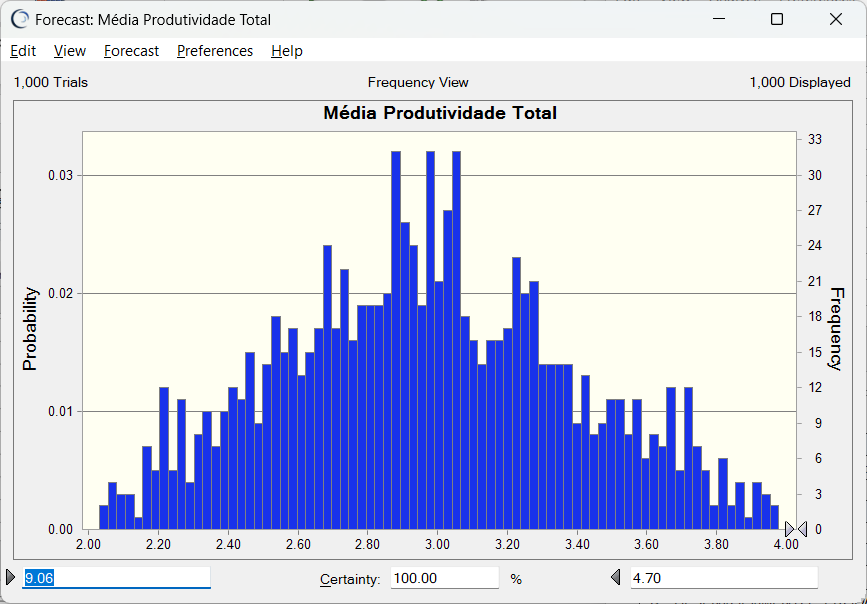 Forecast: Média Produtividade Total
Edit View Forecast Preferences Help
1,000 Trials Frequency View 1,000 Displayed
Média Produtividade Total
Probability
0.03
0.02
0.01
0.00
33
30
27
24
21
18
15
12
9
6
3
0
Frequency
2.00 2.20 2.40 2.60 2.80 3.00 3.20 3.40 3.60 3.80 4.00
9.06 Certainty: 100.00 % 4.70